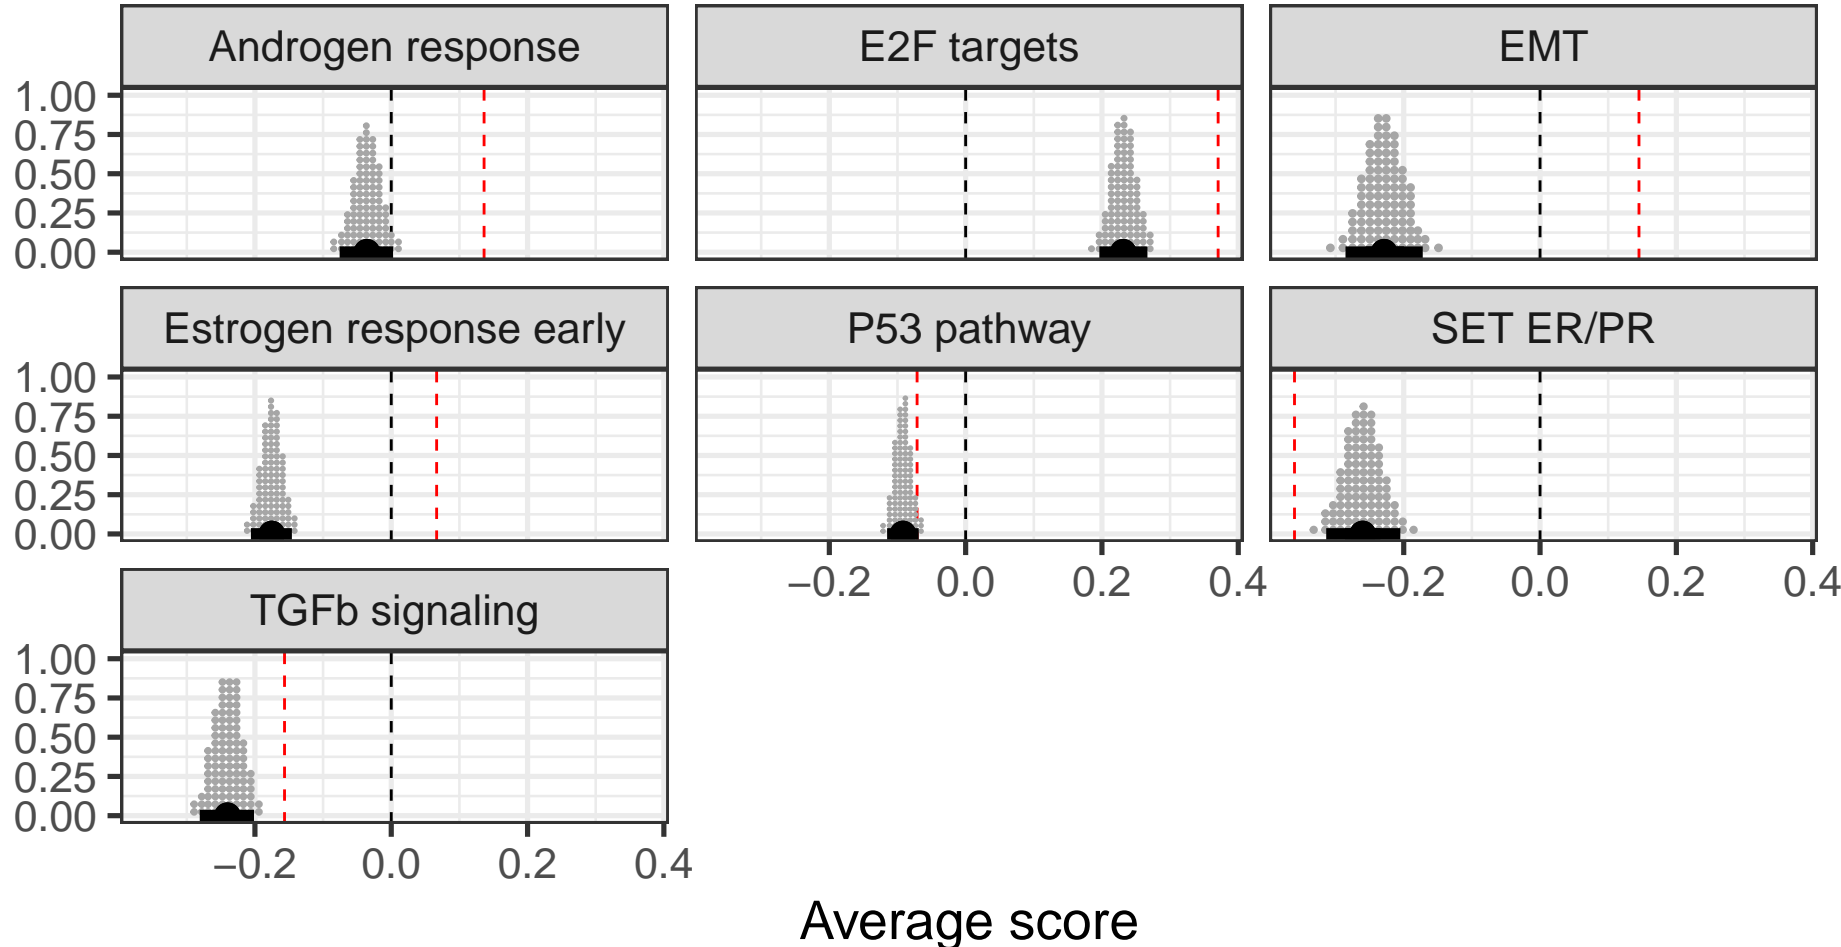 Androgen response
E2F targets
EMT
1.00
0.75
0.50
0.25
0.00
Estrogen response early
P53 pathway
SET ER/PR
1.00
0.75
0.50
0.25
0.00
−0.2 0.0 0.2 0.4
−0.2 0.0 0.2 0.4
TGFb signaling
1.00
0.75
0.50
0.25
0.00
−0.2 0.0 0.2 0.4
Average score